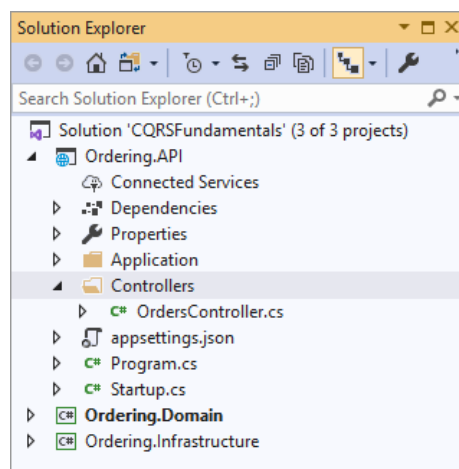 Solution Explorer
Search Solution Explorer (Ctrl+;)
Solution 'CQRSFundamentals' (3 of 3 projects)
Ordering.API
Connected Services
Dependencies
Properties
Application
Controllers
C# OrdersController.cs
appsettings.json
C# Program.cs
C# Startup.cs
C# Ordering.Domain
C# Ordering.Infrastructure